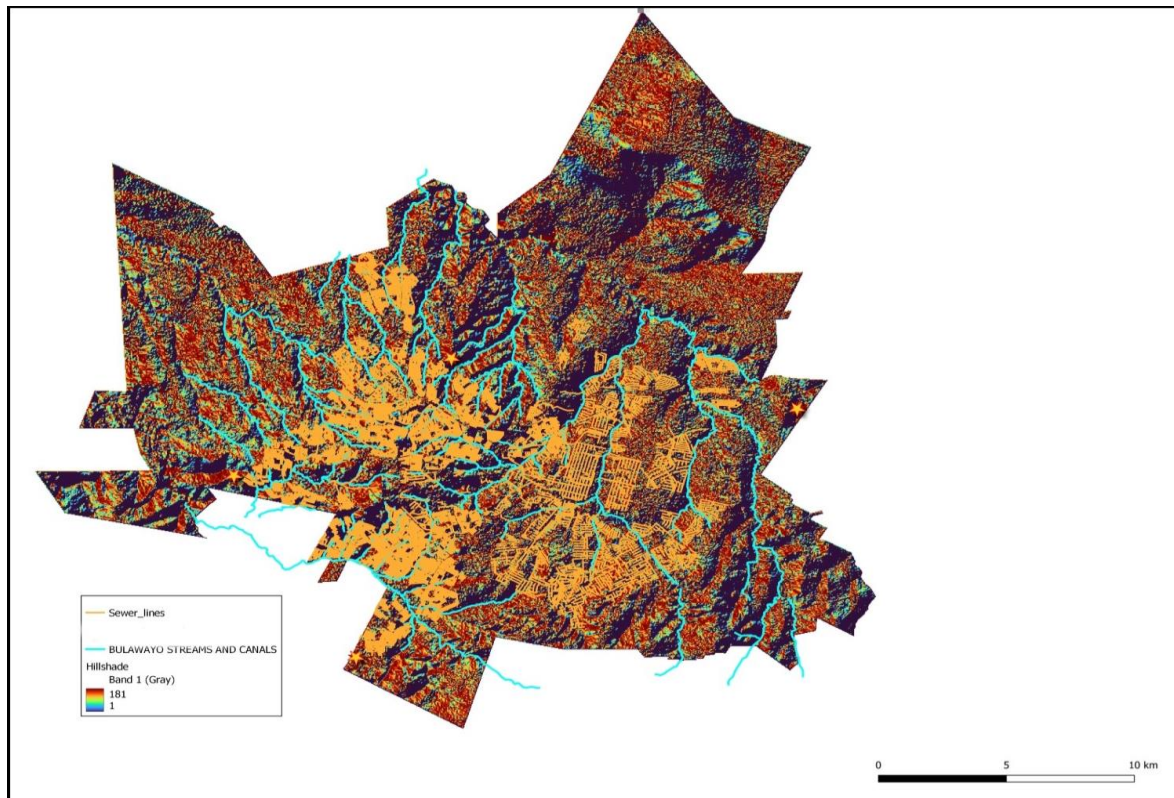 Sewer_lines
BULAWAYO STREAMS AND CANALS
Hillshade
Band 1 (Gray)
181
1
0 5 10 km